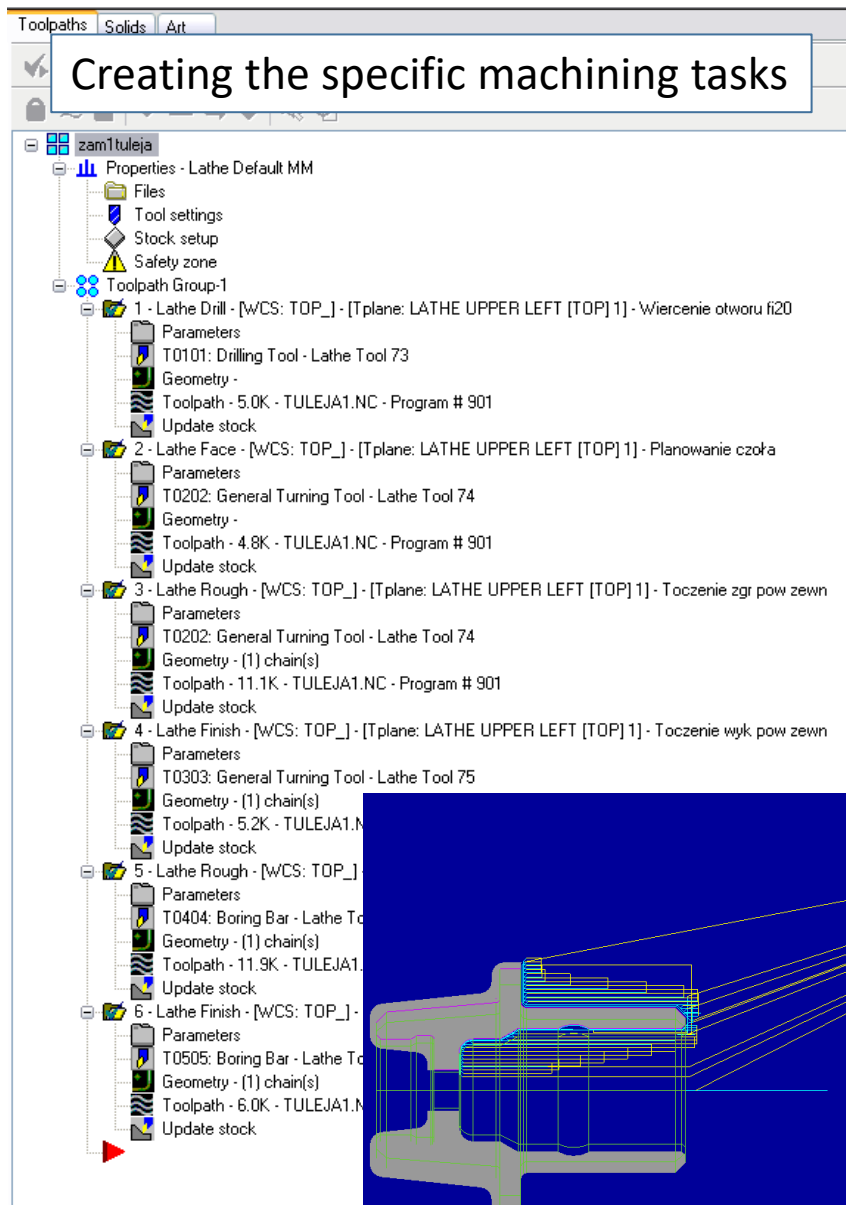 Toolpaths Solids Art
Creating the specific machining tasks
zam1tuleja
Properties - Lathe Default MM
Files
Tool settings
Stock setup
Safety zone
Toolpath Group-1
1 - Lathe Drill - [WCS: TOP_] - [Tplane: LATHE UPPER LEFT [TOP] 1] - Wiercenie otworu fi20
Parameters
T0101: Drilling Tool - Lathe Tool 73
Geometry -
Toolpath - 5.0K - TULEJA1.NC - Program # 901
Update stock
2 - Lathe Face - [WCS: TOP_] - [Tplane: LATHE UPPER LEFT [TOP] 1] - Planowanie czoła
Parameters
T0202: General Turning Tool - Lathe Tool 74
Geometry -
Toolpath - 4.8K - TULEJA1.NC - Program # 901
Update stock
3 - Lathe Rough - [WCS: TOP_] - [Tplane: LATHE UPPER LEFT [TOP] 1] - Toczenie zgr pow zewn
Parameters
T0202: General Turning Tool - Lathe Tool 74
Geometry - (1) chain(s)
Toolpath - 11.1K - TULEJA1.NC - Program # 901
Update stock
4 - Lathe Finish - [WCS: TOP_] - [Tplane: LATHE UPPER LEFT [TOP] 1] - Toczenie wyk pow zewn
Parameters
T0303: General Turning Tool - Lathe Tool 75
Geometry - (1) chain(s)
Toolpath - 5.2K - TULEJA1.N
Update stock
5 - Lathe Rough - [WCS: TOP_]
Parameters
T0404: Boring Bar - Lathe To
Geometry - (1) chain(s)
Toolpath - 11.9K - TULEJA1.
Update stock
6 - Lathe Finish - [WCS: TOP_] -
Parameters
T0505: Boring Bar - Lathe To
Geometry - (1) chain(s)
Toolpath - 6.0K - TULEJA1.N
Update stock